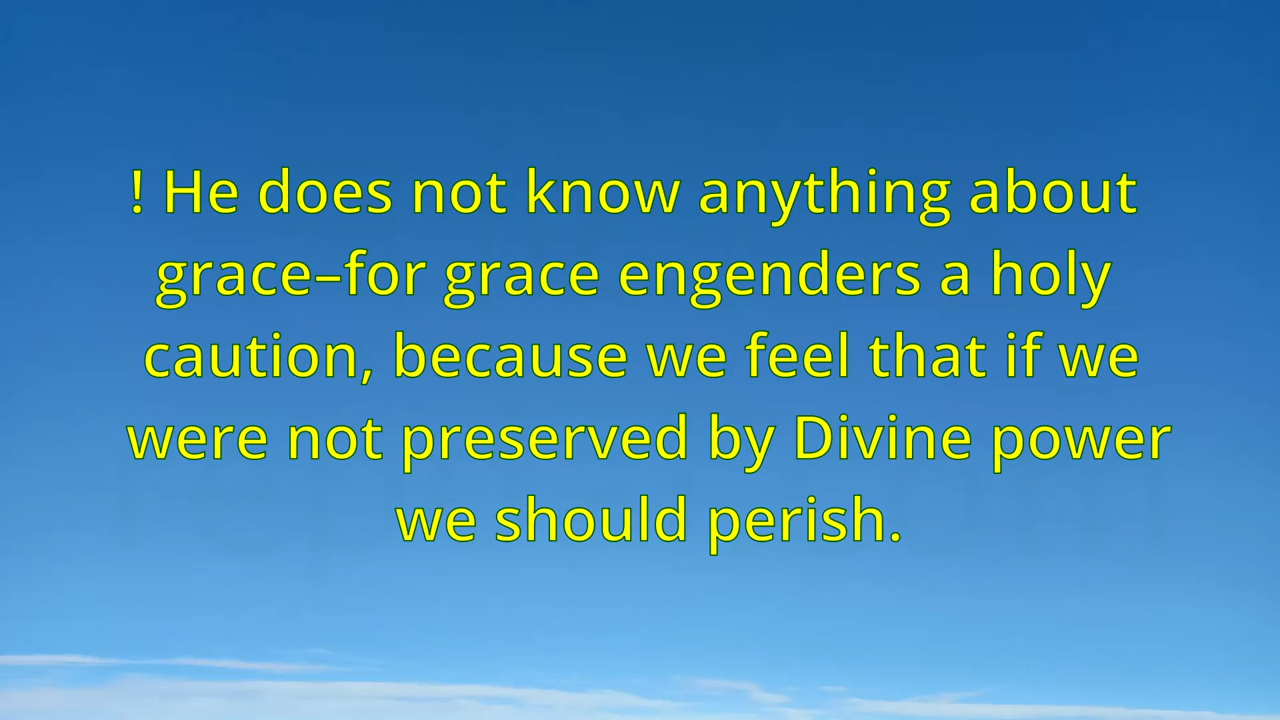 ! He does not know anything about
grace–for grace engenders a holy
caution, because we feel that if we
were not preserved by Divine power
we should perish.